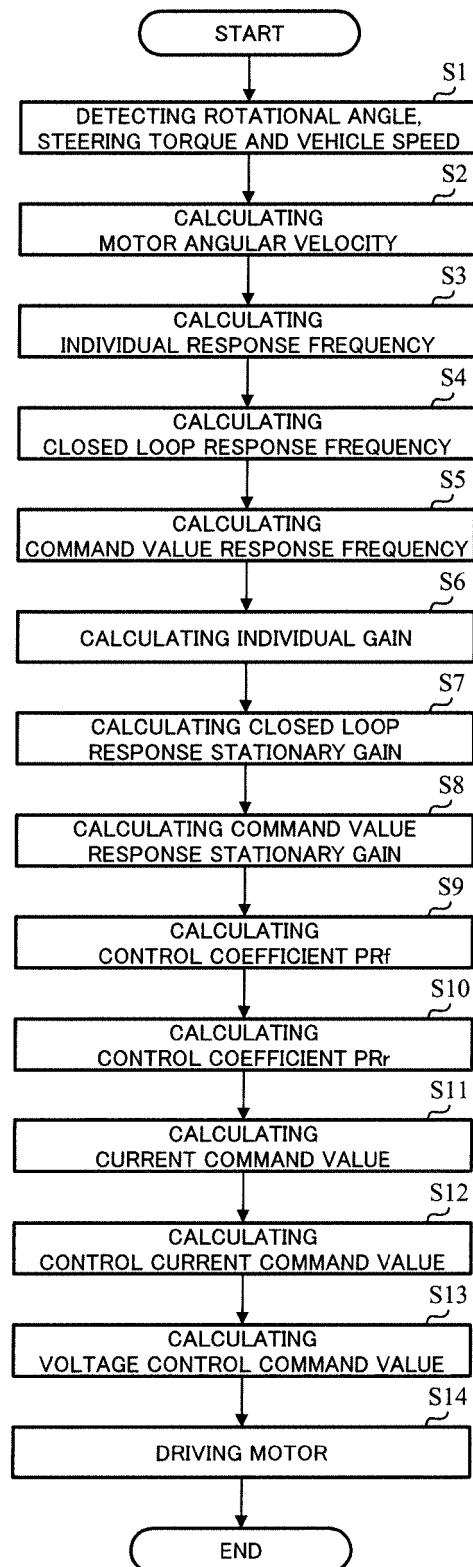 START
S1
DETECTING ROTATIONAL ANGLE,
STEERING TORQUE AND VEHICLE SPEED
S2
CALCULATING
MOTOR ANGULAR VELOCITY
S3
CALCULATING
INDIVIDUAL RESPONSE FREQUENCY
S4
CALCULATING
CLOSED LOOP RESPONSE FREQUENCY
S5
CALCULATING
COMMAND VALUE RESPONSE FREQUENCY
S6
CALCULATING INDIVIDUAL GAIN
S7
CALCULATING CLOSED LOOP
RESPONSE STATIONARY GAIN
S8
CALCULATING COMMAND VALUE
RESPONSE STATIONARY GAIN
S9
CALCULATING
CONTROL COEFFICIENT PRf
S10
CALCULATING
CONTROL COEFFICIENT PRr
S11
CALCULATING
CURRENT COMMAND VALUE
S12
CALCULATING
CONTROL CURRENT COMMAND VALUE
S13
CALCULATING
VOLTAGE CONTROL COMMAND VALUE
S14
DRIVING MOTOR
END